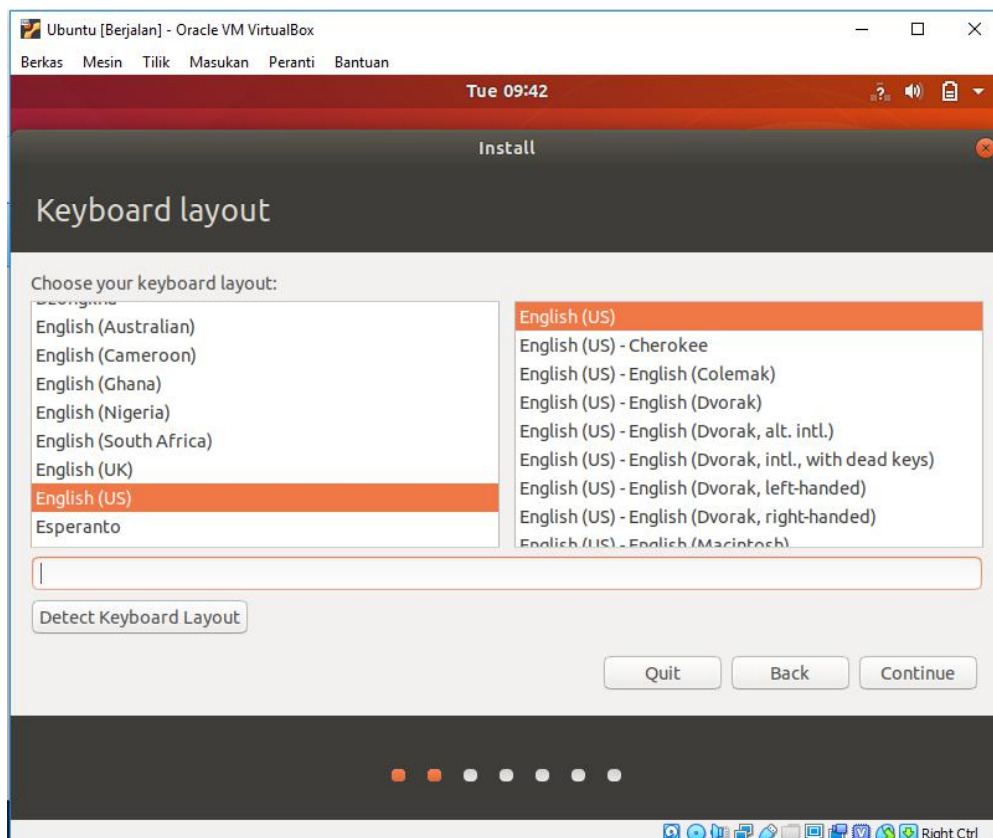 Ubuntu [Berjalan] - Oracle VM VirtualBox
Berkas Mesin Tilik Masukan Peranti Bantuan
Tue 09:42
Install
Keyboard layout
Choose your keyboard layout:
English (Australian)
English (Cameroon)
English (Ghana)
English (Nigeria)
English (South Africa)
English (UK)
English (US)
Esperanto
English (US)
English (US) - Cherokee
English (US) - English (Colemak)
English (US) - English (Dvorak)
English (US) - English (Dvorak, alt. intl.)
English (US) - English (Dvorak, intl., with dead keys)
English (US) - English (Dvorak, left-handed)
English (US) - English (Dvorak, right-handed)
English (US) - English (Macintosh)
Detect Keyboard Layout
Quit Back Continue
Right Ctrl